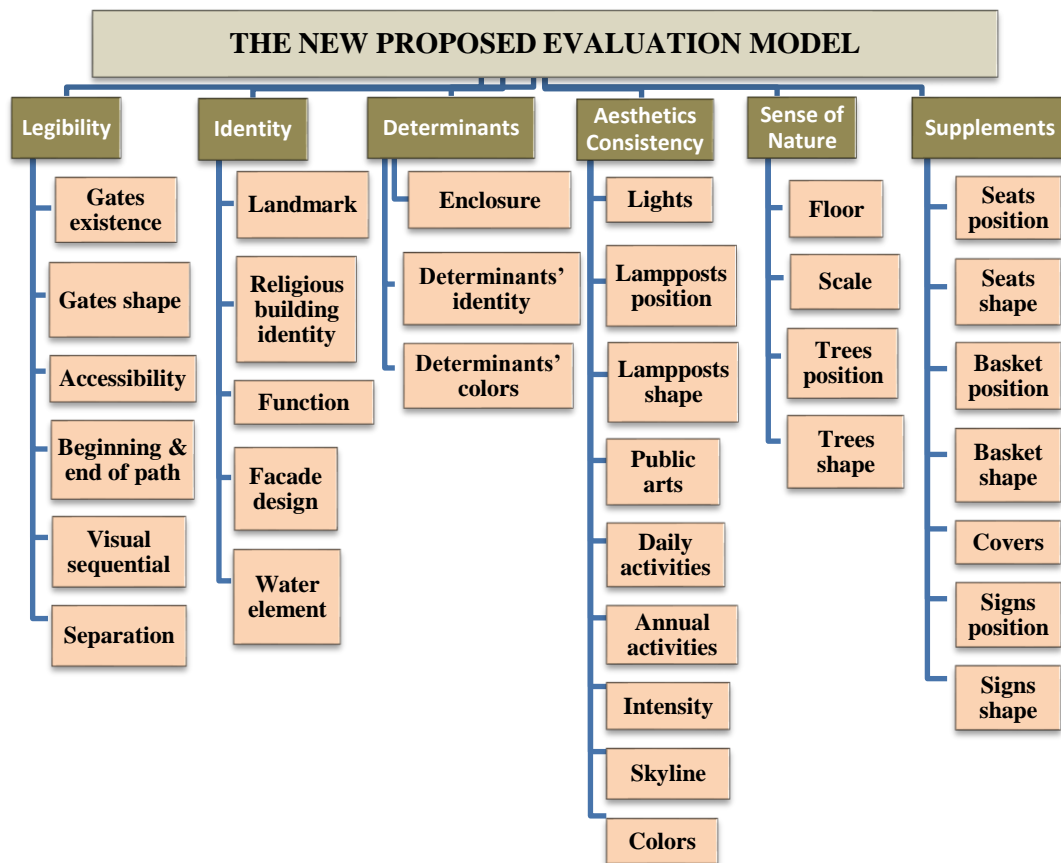 THE NEW PROPOSED EVALUATION MODEL
Legibility
Gates
existence
Gates shape
Accessibility
Beginning &
end of path
Visual
sequential
Separation
Identity
Landmark
Religious
building
identity
Function
Facade
design
Water
element
Determinants
Enclosure
Determinants’
identity
Determinants’
colors
Aesthetics
Consistency
Lights
Lampposts
position
Lampposts
shape
Public
arts
Daily
activities
Annual
activities
Intensity
Skyline
Colors
Sense of
Nature
Floor
Scale
Trees
position
Trees
shape
Supplements
Seats
position
Seats
shape
Basket
position
Basket
shape
Covers
Signs
position
Signs
shape